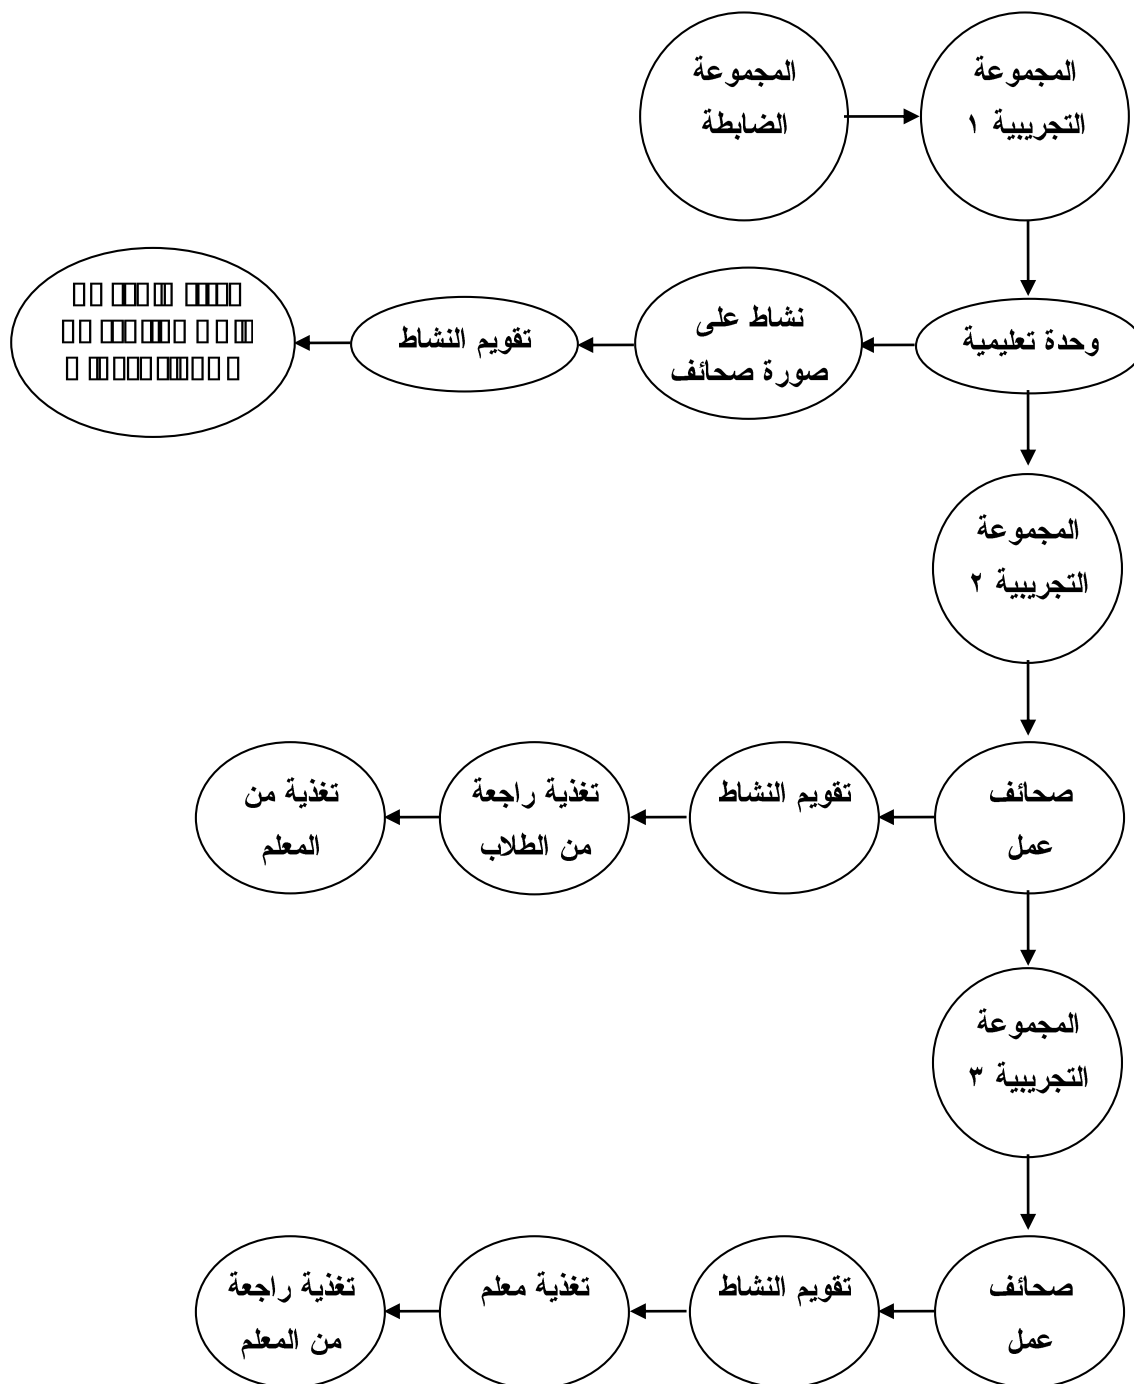 المجموعة
التجريبية ١
المجموعة
الضابطة
وحدة تعليمية
نشاط على
صورة صحائف
تقويم النشاط
المجموعة
التجريبية ٢
صحائف
عمل
تقويم النشاط
تغذية راجعة
من الطلاب
تغذية من
المعلم
المجموعة
التجريبية ٣
صحائف
عمل
تقويم النشاط
تغذية معلم
تغذية راجعة
من المعلم